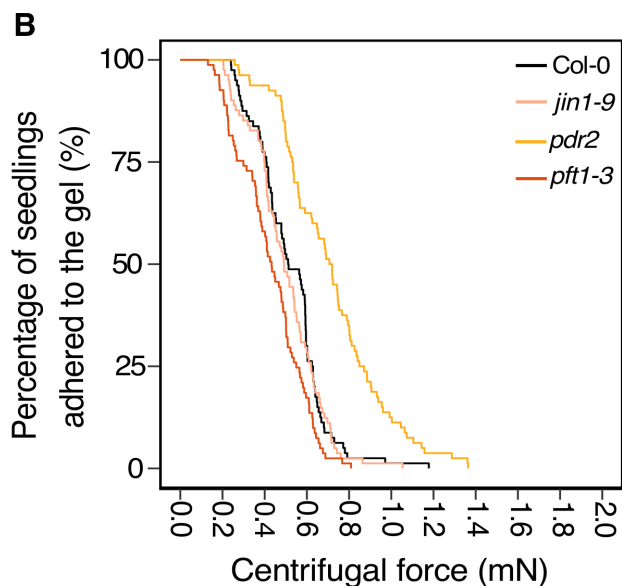 B
Percentage of seedlings
adhered to the gel (%)
100
75
50
25
0
Col-0
jin1-9
pdr2
pft1-3
0.0 0.2 0.4 0.6 0.8 1.0 1.2 1.4 1.6 1.8 2.0
Centrifugal force (mN)